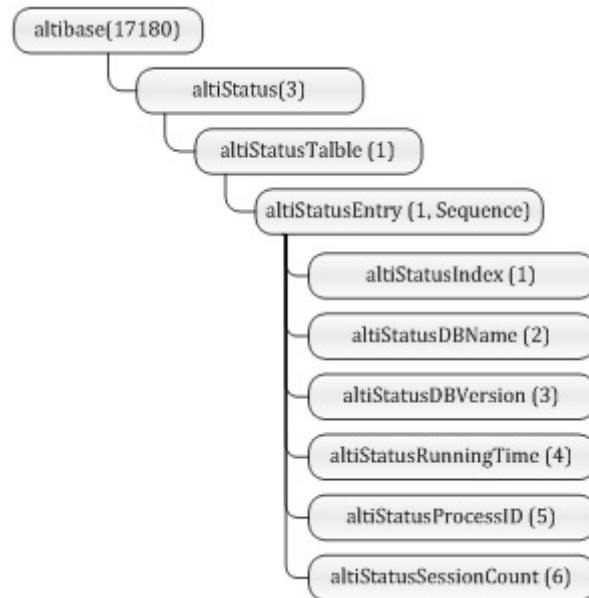 altibase(17180)
altiStatus(3)
altiStatusTalble (1)
altiStatusEntry (1, Sequence)
altiStatusIndex (1)
altiStatusDBName (2)
altiStatusDBVersion (3)
altiStatusRunningTime (4)
altiStatusProcessID (5)
altiStatusSessionCount (6)